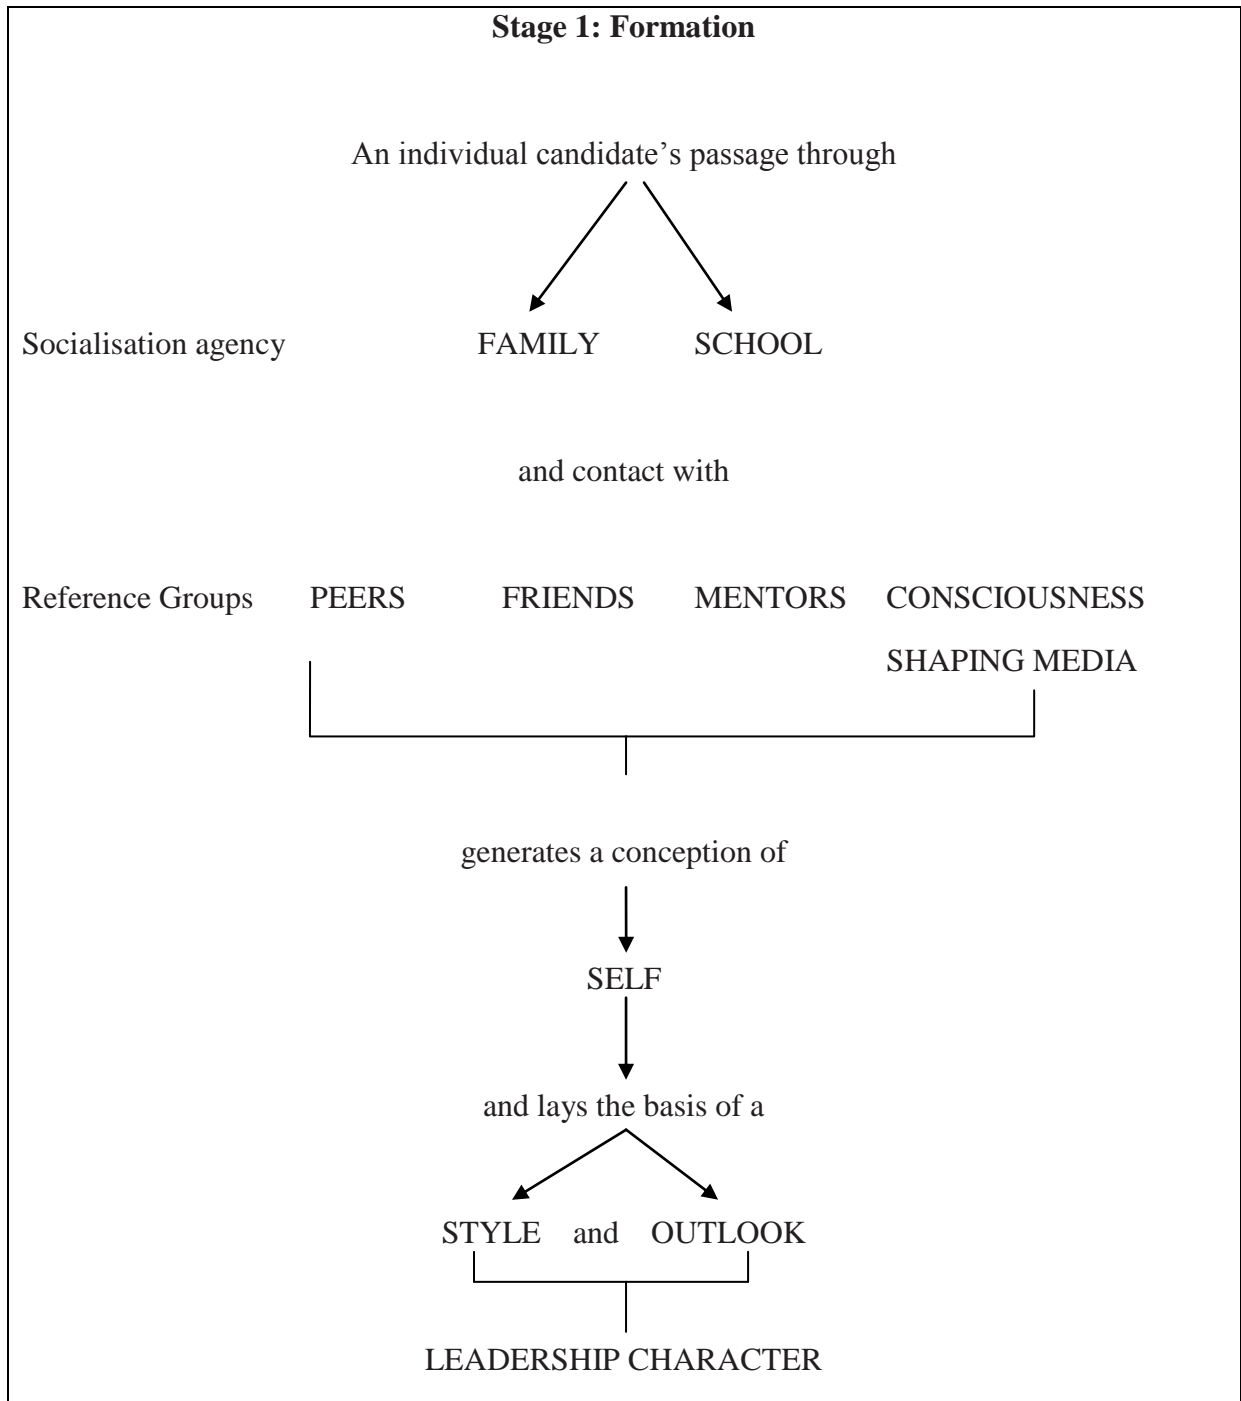 Stage 1: Formation
An individual candidate’s passage through
Socialisation agency FAMILY SCHOOL
and contact with
Reference Groups PEERS FRIENDS MENTORS CONSCIOUSNESS
SHAPING MEDIA
generates a conception of
SELF
and lays the basis of a
STYLE and OUTLOOK
LEADERSHIP CHARACTER